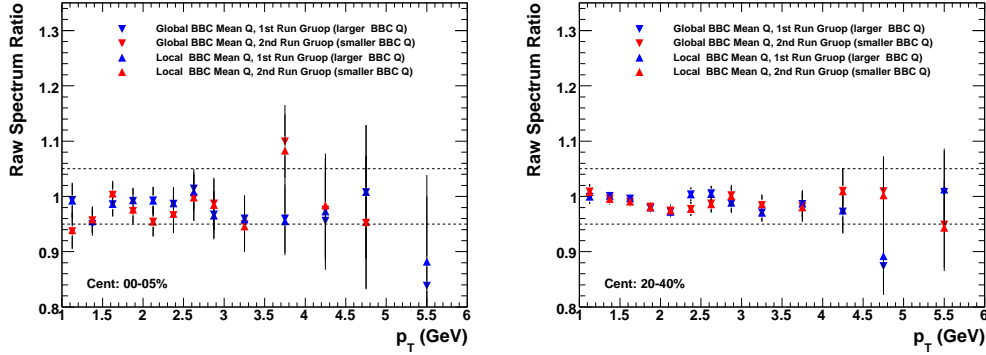 Raw Spectrum Ratio
1.3
1.2
1.1
1
0.9
0.8
Global BBC Mean Q, 1st Run Gruop (larger BBC Q)
Global BBC Mean Q, 2nd Run Gruop (smaller BBC Q)
Local BBC Mean Q, 1st Run Gruop (larger BBC Q)
Local BBC Mean Q, 2nd Run Gruop (smaller BBC Q)
Cent: 00-05%
1 1.5 2 2.5 3 3.5 4 4.5 5 5.5 6
p_T (GeV)
Raw Spectrum Ratio
1.3
1.2
1.1
1
0.9
0.8
Global BBC Mean Q, 1st Run Gruop (larger BBC Q)
Global BBC Mean Q, 2nd Run Gruop (smaller BBC Q)
Local BBC Mean Q, 1st Run Gruop (larger BBC Q)
Local BBC Mean Q, 2nd Run Gruop (smaller BBC Q)
Cent: 20-40%
1 1.5 2 2.5 3 3.5 4 4.5 5 5.5 6
p_T (GeV)